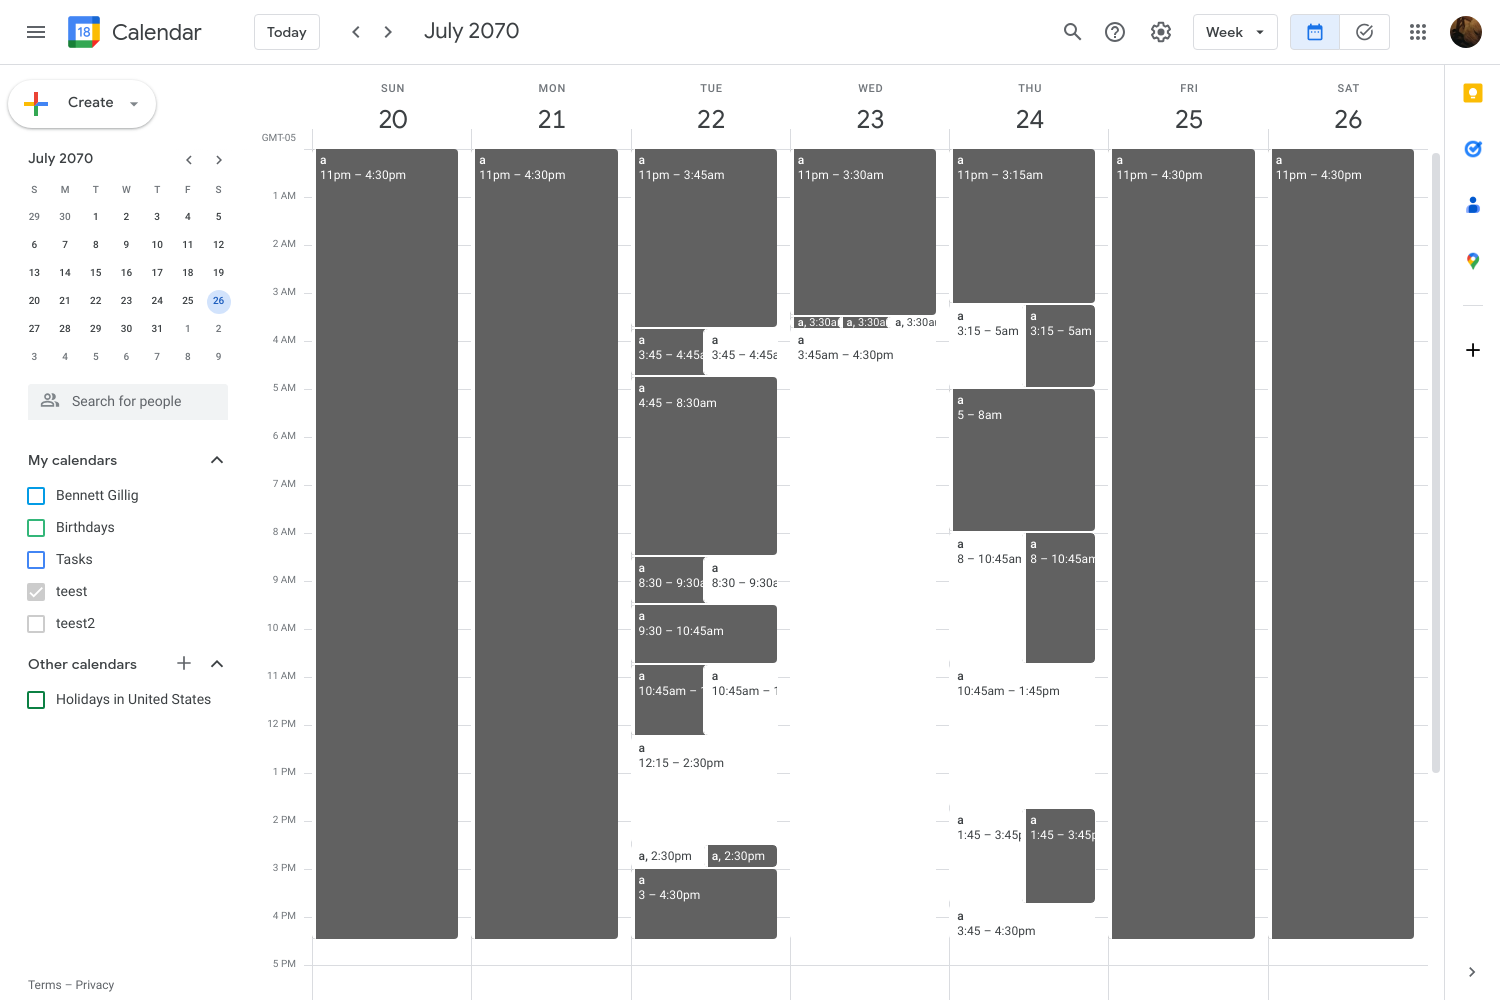 18 Calendar
Today
July 2070
Week
Create
July 2070
S M T W T F S
29 30 1 2 3 4 5
6 7 8 9 10 11 12
13 14 15 16 17 18 19
20 21 22 23 24 25 26
27 28 29 30 31 1 2
3 4 5 6 7 8 9
Search for people
My calendars
Bennett Gillig
Birthdays
Tasks
teest
teest2
Other calendars
Holidays in United States
Terms – Privacy
SUN MON TUE WED THU FRI SAT
20 21 22 23 24 25 26
GMT-05
1 AM
2 AM
3 AM
4 AM
5 AM
6 AM
7 AM
8 AM
9 AM
10 AM
11 AM
12 PM
1 PM
2 PM
3 PM
4 PM
5 PM
a
11pm – 4:30pm
a
11pm – 4:30pm
a
11pm – 3:45am
a
3:45 – 4:45a
a
3:45 – 4:45a
a
4:45 – 8:30am
a
8:30 – 9:30a
a
8:30 – 9:30a
a
9:30 – 10:45am
a
10:45am – 1
a
10:45am – 1
a
12:15 – 2:30pm
a, 2:30pm
a, 2:30pm
a
3 – 4:30pm
a
11pm – 3:30am
a, 3:30a
a, 3:30a
a, 3:30a
a
3:45am – 4:30pm
a
11pm – 3:15am
a
3:15 – 5am
a
3:15 – 5am
a
5 – 8am
a
8 – 10:45am
a
8 – 10:45am
a
10:45am – 1:45pm
a
1:45 – 3:45p
a
1:45 – 3:45p
a
3:45 – 4:30pm
a
11pm – 4:30pm
a
11pm – 4:30pm